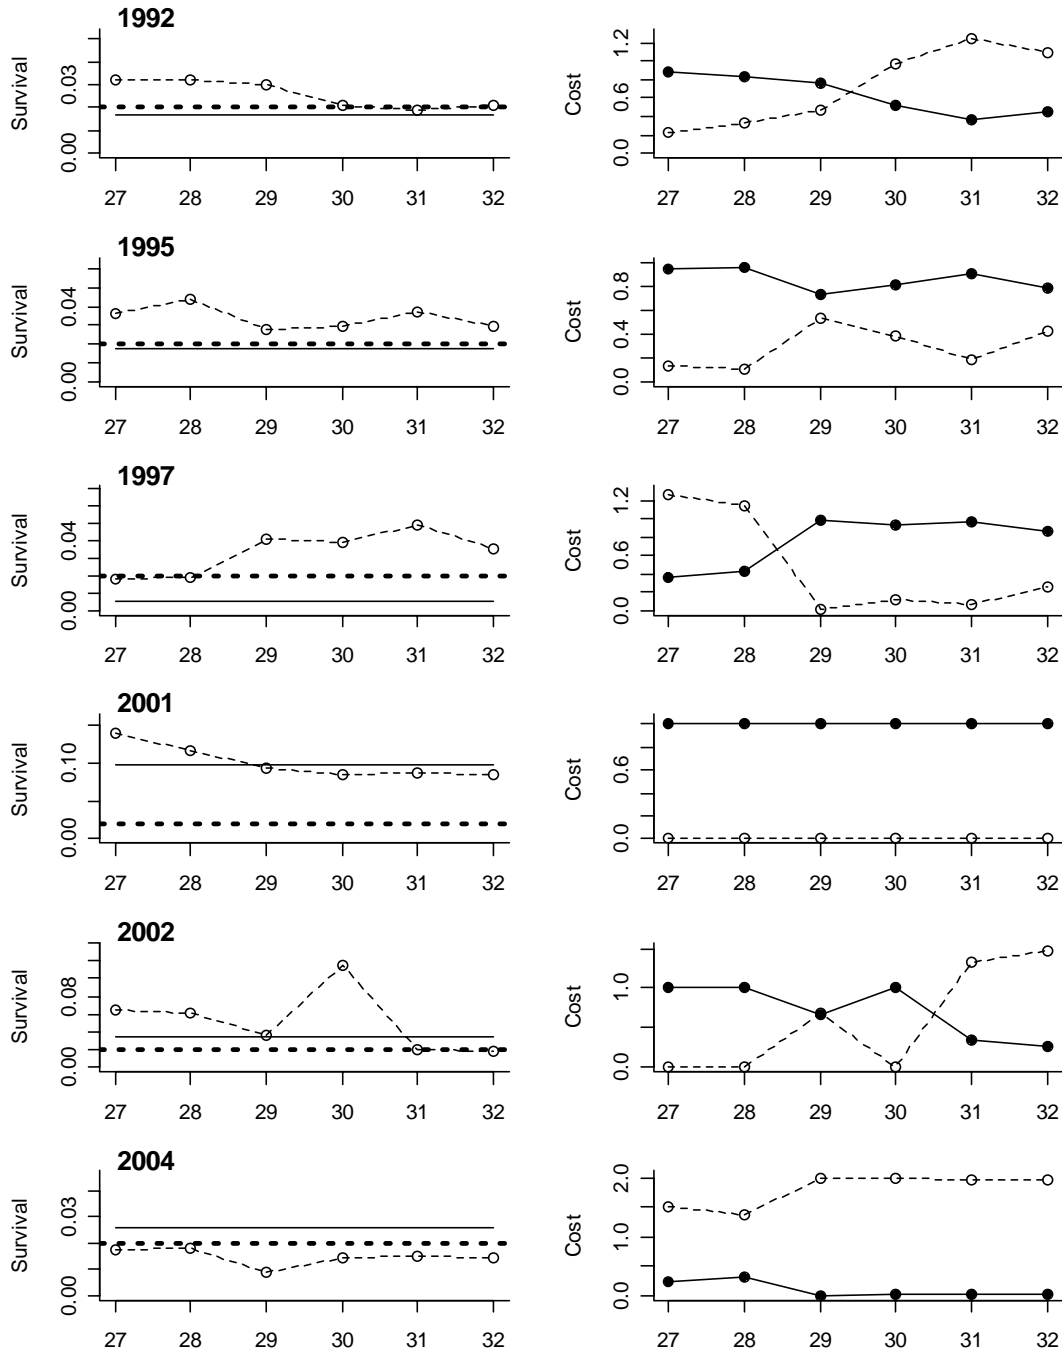 1992
Survival
0.00 0.03
27 28 29 30 31 32
Cost
0.0 0.6 1.2
27 28 29 30 31 32
1995
Survival
0.00 0.04
27 28 29 30 31 32
Cost
0.0 0.4 0.8
27 28 29 30 31 32
1997
Survival
0.00 0.04
27 28 29 30 31 32
Cost
0.0 0.6 1.2
27 28 29 30 31 32
2001
Survival
0.00 0.10
27 28 29 30 31 32
Cost
0.0 0.6
27 28 29 30 31 32
2002
Survival
0.00 0.08
27 28 29 30 31 32
Cost
0.0 1.0
27 28 29 30 31 32
2004
Survival
0.00 0.03
27 28 29 30 31 32
Cost
0.0 1.0 2.0
27 28 29 30 31 32